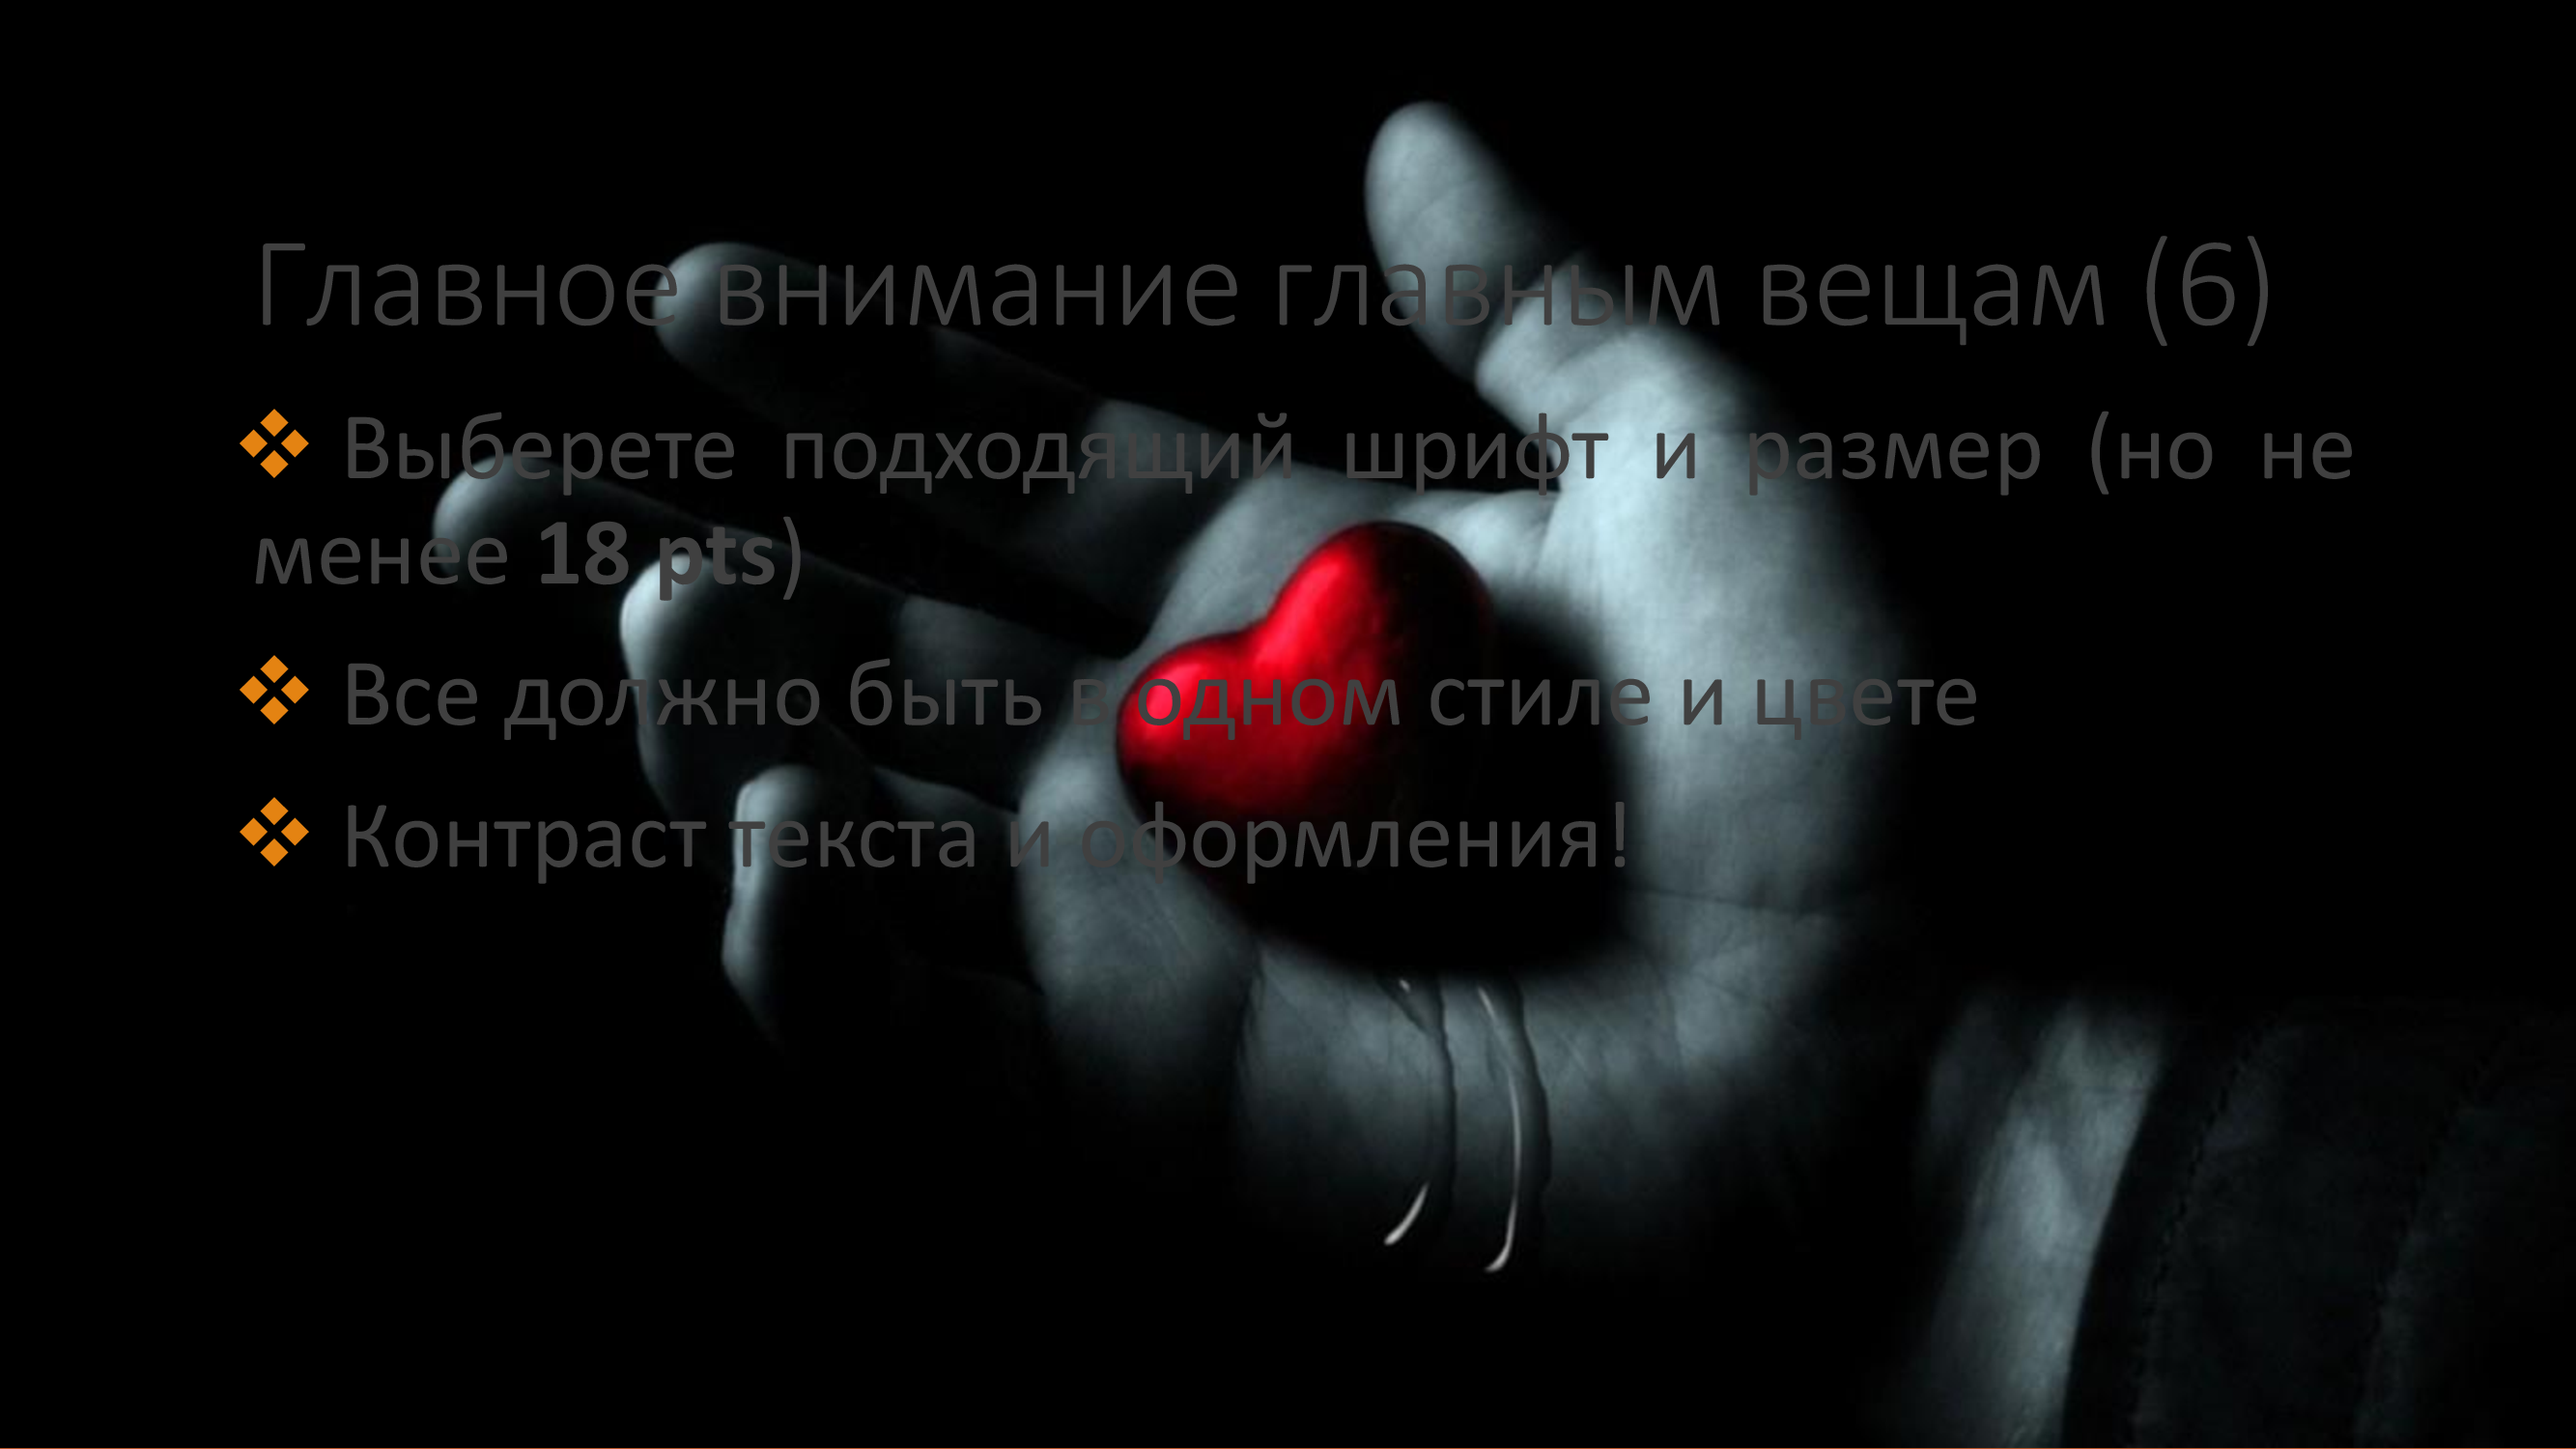 Главное внимание главным вещам (6)
❖ Выберете подходящий шрифт и размер (но не
менее 18 pts)
❖ Все должно быть в одном стиле и цвете
❖ Контраст текста и оформления!